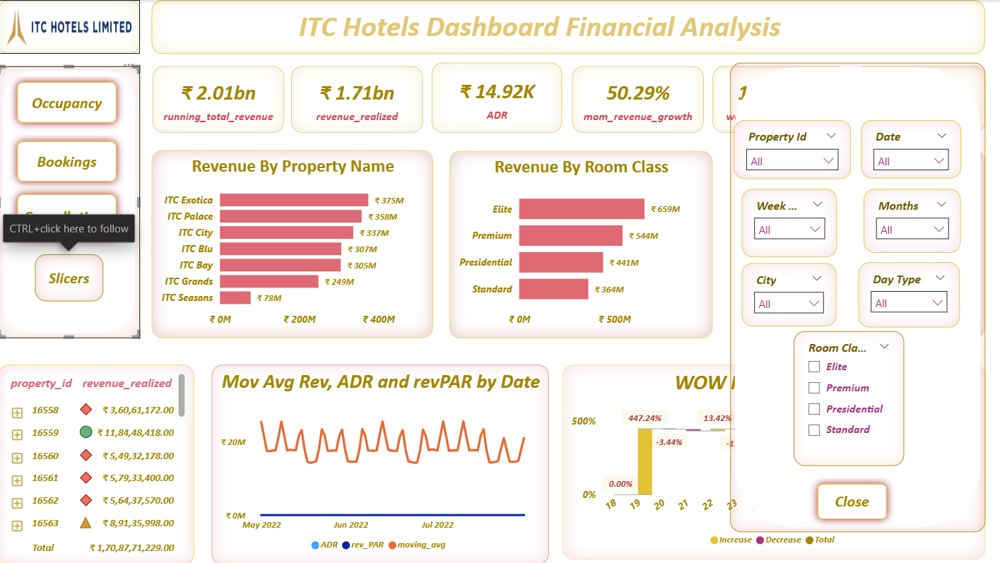 ITC HOTELS LIMITED
ITC Hotels Dashboard Financial Analysis
Occupancy
Bookings
CTRL+click here to follow
Slicers
₹ 2.01bn
running_total_revenue
₹ 1.71bn
revenue_realized
₹ 14.92K
ADR
50.29%
mom_revenue_growth
1
Revenue By Property Name
ITC Exotica ₹ 375M
ITC Palace ₹ 358M
ITC City ₹ 337M
ITC Blu ₹ 307M
ITC Bay ₹ 305M
ITC Grands ₹ 249M
ITC Seasons ₹ 78M
₹ 0M ₹ 200M ₹ 400M
Revenue By Room Class
Elite ₹ 659M
Premium ₹ 544M
Presidential ₹ 441M
Standard ₹ 364M
₹ 0M ₹ 500M
Property Id
All
Date
All
Week ...
All
Months
All
City
All
Day Type
All
Room Cla...
Elite
Premium
Presidential
Standard
Close
property_id revenue_realized
16558 ₹ 3,60,61,172.00
16559 ₹ 11,84,48,418.00
16560 ₹ 5,49,32,178.00
16561 ₹ 5,79,33,400.00
16562 ₹ 5,64,37,570.00
16563 ₹ 8,91,35,998.00
Total ₹ 1,70,87,71,229.00
Mov Avg Rev, ADR and revPAR by Date
₹ 20M
₹ 0M
May 2022 Jun 2022 Jul 2022
ADR rev_PAR moving_avg
WOW
500%
0%
447.24%
13.42%
-3.44%
0.00%
18 19 20 21 22 23
Increase Decrease Total